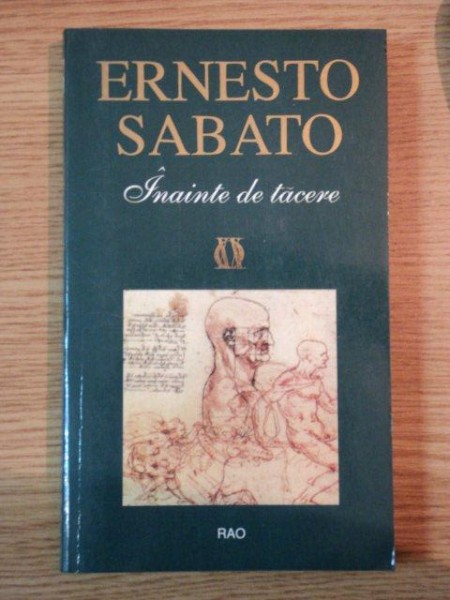 ERNESTO
SABATO
Înainte de tăcere
RAO